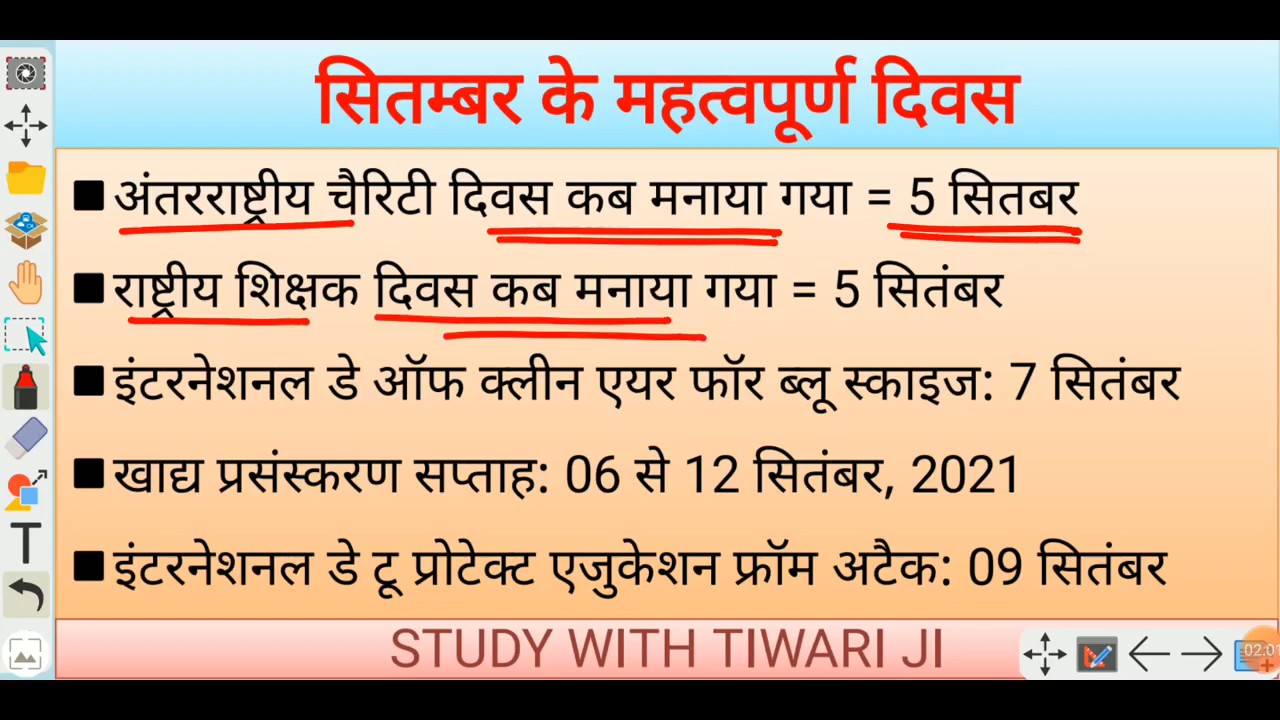 सितम्बर के महत्वपूर्ण दिवस
अंतरराष्ट्रीय चैरिटी दिवस कब मनाया गया = 5 सितबर
राष्ट्रीय शिक्षक दिवस कब मनाया गया = 5 सितंबर
इंटरनेशनल डे ऑफ क्लीन एयर फॉर ब्लू स्काइज: 7 सितंबर
खाद्य प्रसंस्करण सप्ताह: 06 से 12 सितंबर, 2021
इंटरनेशनल डे टू प्रोटेक्ट एजुकेशन फ्रॉम अटैक: 09 सितंबर
STUDY WITH TIWARI JI
T